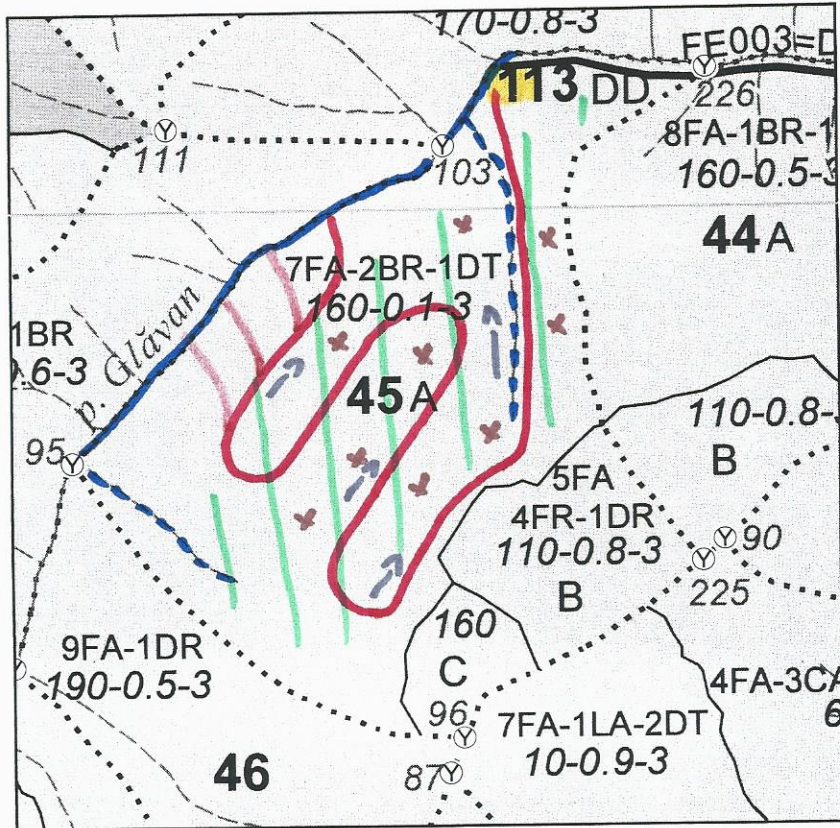 170-0.8-3
FE003=D
113 DD
226
111
103
8FA-1BR-1
160-0.5-3
44 A
7FA-2BR-1DT
160-0.1-3
p. Glăvan
1BR
.6-3
45 A
110-0.8-
B
95
5FA
4FR-1DR
110-0.8-3
B
90
225
160
C
9FA-1DR
190-0.5-3
4FA-3CA
6
96
7FA-1LA-2DT
10-0.9-3
46
87